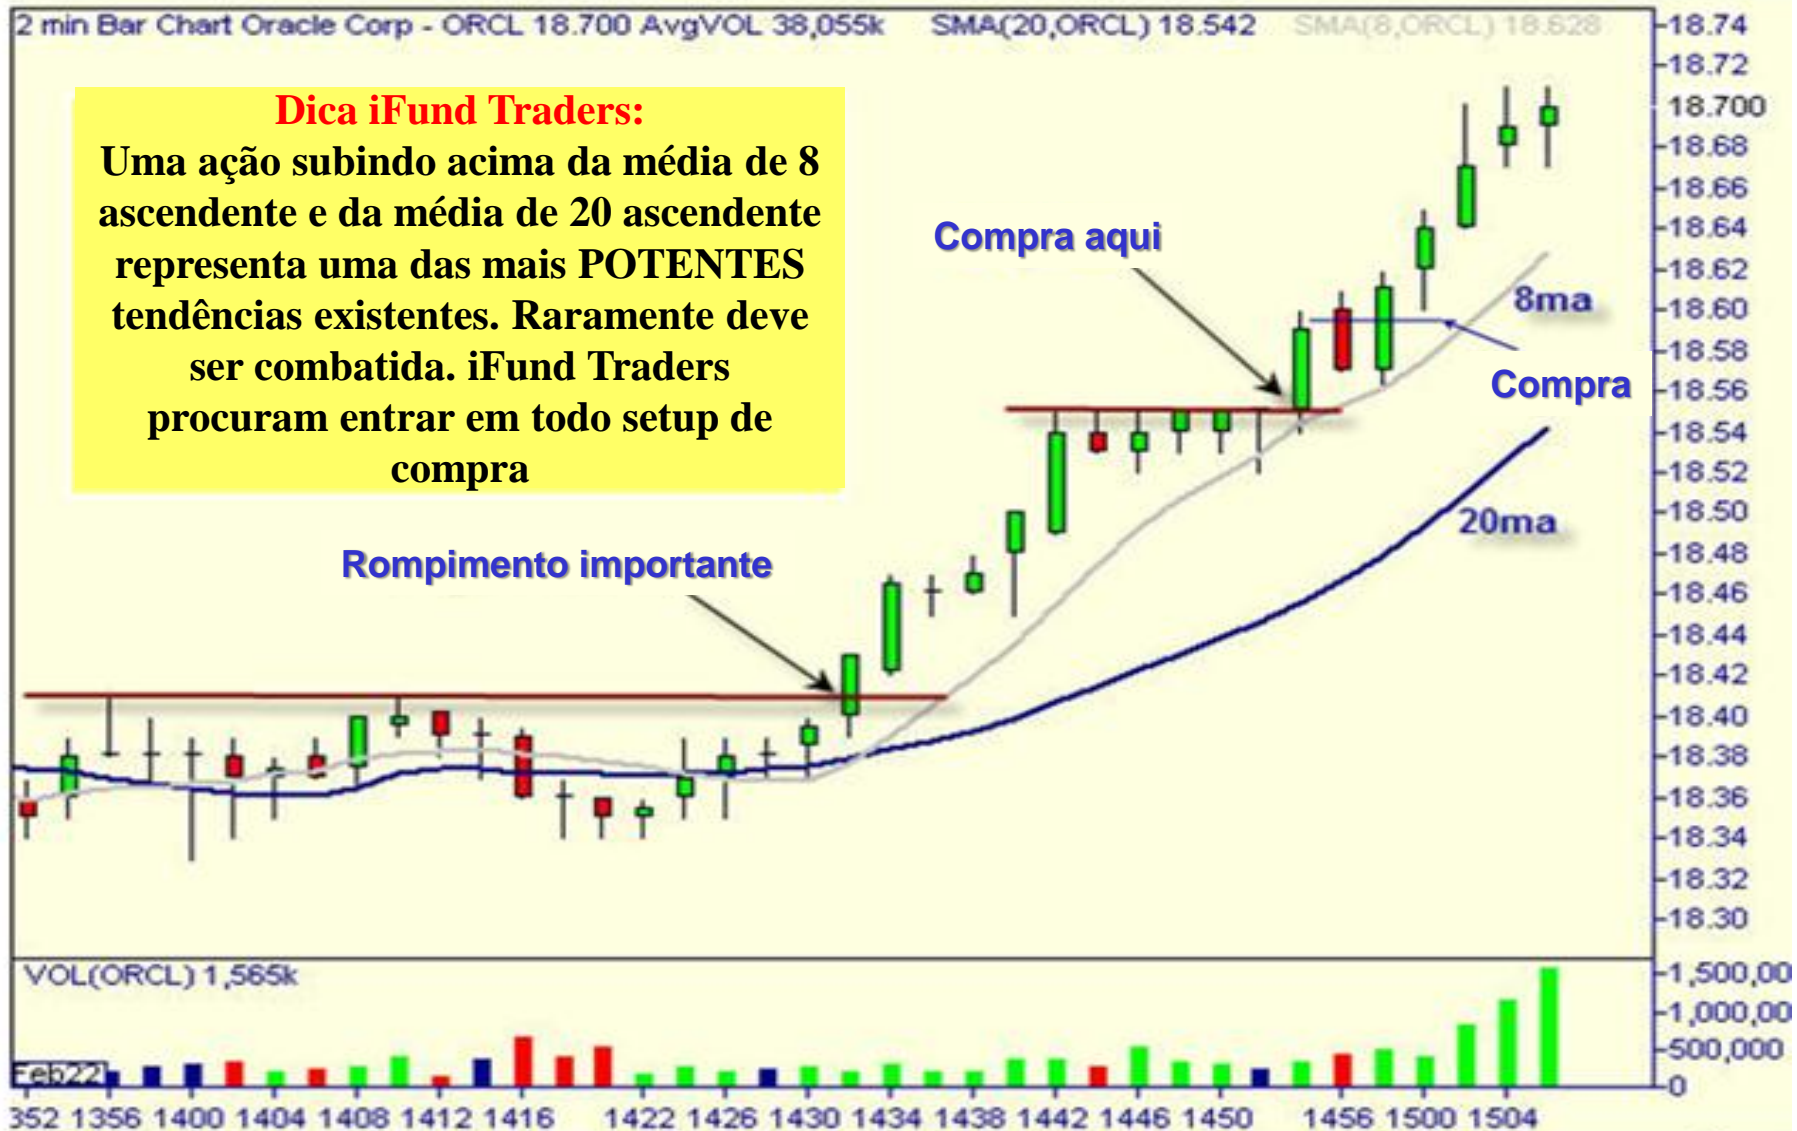 2 min Bar Chart Oracle Corp - ORCL 18.700 AvgVOL 38,055k SMA(20,ORCL) 18.542 SMA(8,ORCL) 18.628
Dica iFund Traders:
Uma ação subindo acima da média de 8
ascendente e da média de 20 ascendente
representa uma das mais POTENTES
tendências existentes. Raramente deve
ser combatida. iFund Traders
procuram entrar em todo setup de
compra
Compra aqui
8ma
Compra
20ma
Rompimento importante
18.74
18.72
18.700
18.68
18.66
18.64
18.62
18.60
18.58
18.56
18.54
18.52
18.50
18.48
18.46
18.44
18.42
18.40
18.38
18.36
18.34
18.32
18.30
VOL(ORCL) 1,565k
1,500,00
1,000,00
500,000
0
Feb22
352 1356 1400 1404 1408 1412 1416 1422 1426 1430 1434 1438 1442 1446 1450 1456 1500 1504